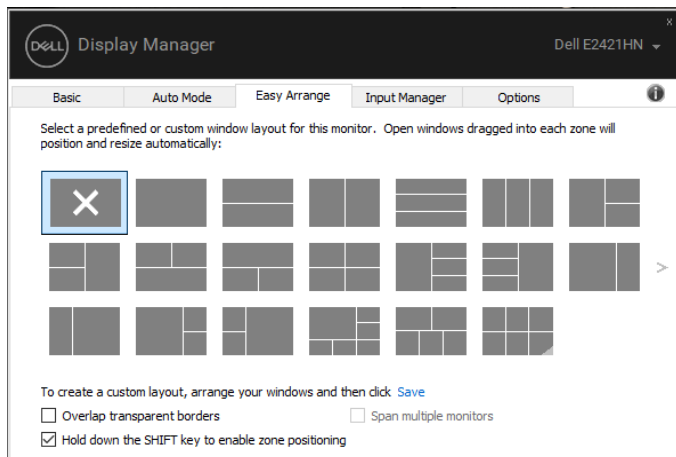 DELL Display Manager
Dell E2421HN
Basic Auto Mode Easy Arrange Input Manager Options
Select a predefined or custom window layout for this monitor. Open windows dragged into each zone will
position and resize automatically:
To create a custom layout, arrange your windows and then click Save
Overlap transparent borders
Span multiple monitors
Hold down the SHIFT key to enable zone positioning